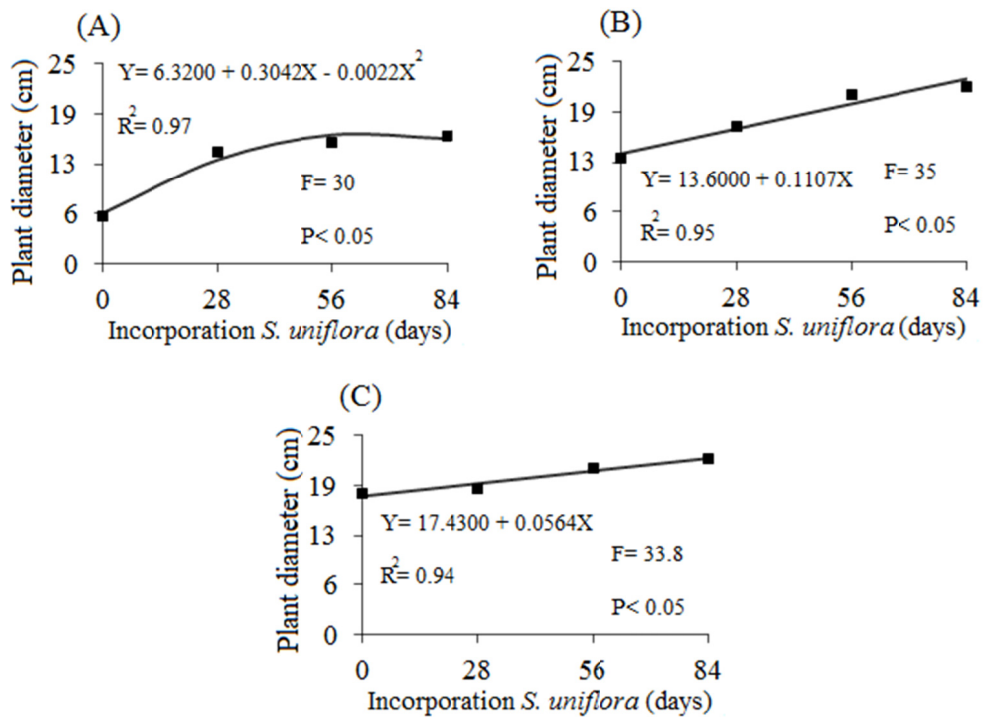 (A)
Plant diameter (cm)
25
19
13
6
0
Y= 6.3200 + 0.3042X - 0.0022X²
R²= 0.97
F= 30
P< 0.05
0 28 56 84
Incorporation S. uniflora (days)
(B)
Plant diameter (cm)
25
19
13
6
0
Y= 13.6000 + 0.1107X
F= 35
R²= 0.95
P< 0.05
0 28 56 84
Incorporation S. uniflora (days)
(C)
Plant diameter (cm)
25
19
13
6
0
Y= 17.4300 + 0.0564X
F= 33.8
R²= 0.94
P< 0.05
0 28 56 84
Incorporation S. uniflora (days)